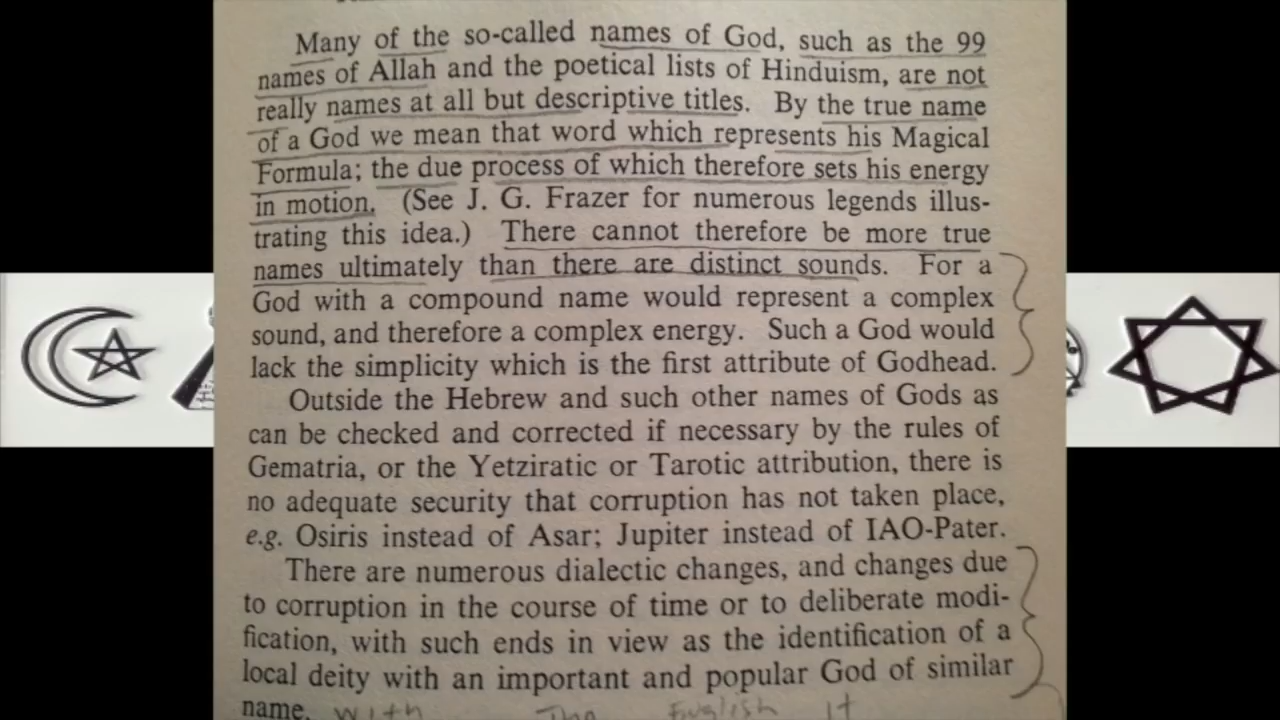 Many of the so-called names of God, such as the 99
names of Allah and the poetical lists of Hinduism, are not
really names at all but descriptive titles. By the true name
of a God we mean that word which represents his Magical
Formula; the due process of which therefore sets his energy
in motion. (See J. G. Frazer for numerous legends illus-
trating this idea.) There cannot therefore be more true
names ultimately than there are distinct sounds. For a
God with a compound name would represent a complex
sound, and therefore a complex energy. Such a God would
lack the simplicity which is the first attribute of Godhead.
Outside the Hebrew and such other names of Gods as
can be checked and corrected if necessary by the rules of
Gematria, or the Yetziratic or Tarotic attribution, there is
no adequate security that corruption has not taken place,
e.g. Osiris instead of Asar; Jupiter instead of IAO-Pater.
There are numerous dialectic changes, and changes due
to corruption in the course of time or to deliberate modi-
fication, with such ends in view as the identification of a
local deity with an important and popular God of similar
name. With English It